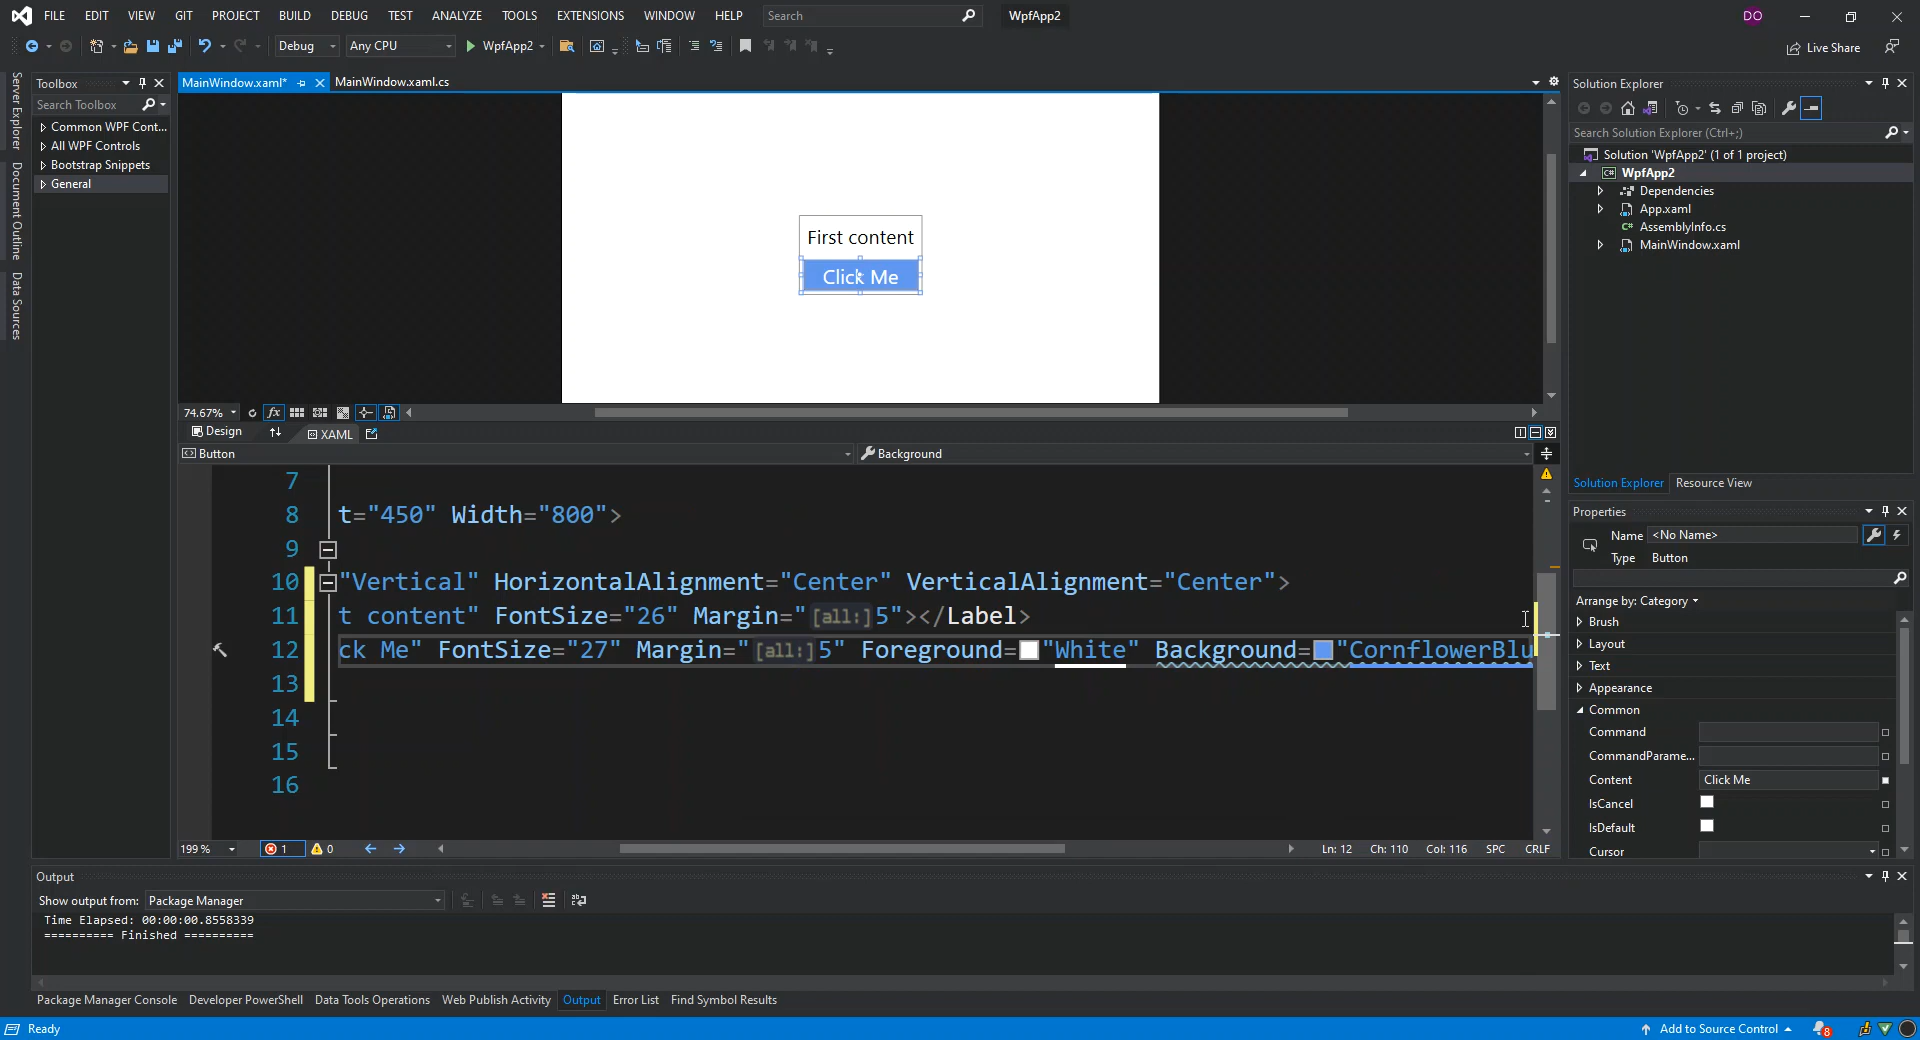 FILE EDIT VIEW GIT PROJECT BUILD DEBUG TEST ANALYZE TOOLS EXTENSIONS WINDOW HELP Search WpfApp2 DO
Debug Any CPU WpfApp2 Live Share
Server Explorer
Document Outline
Data Sources
Toolbox
Search Toolbox
Common WPF Cont...
All WPF Controls
Bootstrap Snippets
General
MainWindow.xaml* MainWindow.xaml.cs
First content
Click Me
74.67%
Design XAML
Button Background
7
8 t="450" Width="800">
9
10 "Vertical" HorizontalAlignment="Center" VerticalAlignment="Center">
11 t content" FontSize="26" Margin="[all:]5"></Label>
12 ck Me" FontSize="27" Margin="[all:]5" Foreground="White" Background="CornflowerBlu
13
14
15
16
199 % 1 0 Ln: 12 Ch: 110 Col: 116 SPC CRLF
Solution Explorer
Search Solution Explorer (Ctrl+;)
Solution 'WpfApp2' (1 of 1 project)
WpfApp2
Dependencies
App.xaml
AssemblyInfo.cs
MainWindow.xaml
Solution Explorer Resource View
Properties
Name <No Name>
Type Button
Arrange by: Category
Brush
Layout
Text
Appearance
Common
Command
CommandParame...
Content Click Me
IsCancel
IsDefault
Cursor
Output
Show output from: Package Manager
Time Elapsed: 00:00:00.8558339
========== Finished ==========
Package Manager Console Developer PowerShell Data Tools Operations Web Publish Activity Output Error List Find Symbol Results
Ready Add to Source Control 8